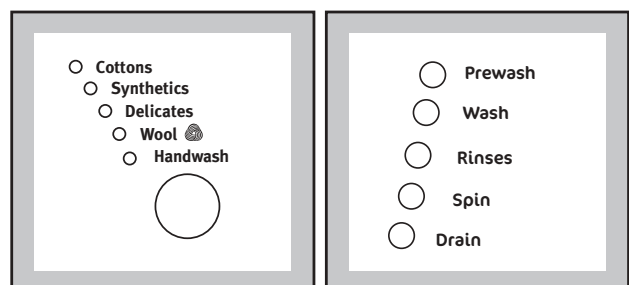 Cottons
Synthetics
Delicates
Wool
Handwash
Prewash
Wash
Rinses
Spin
Drain